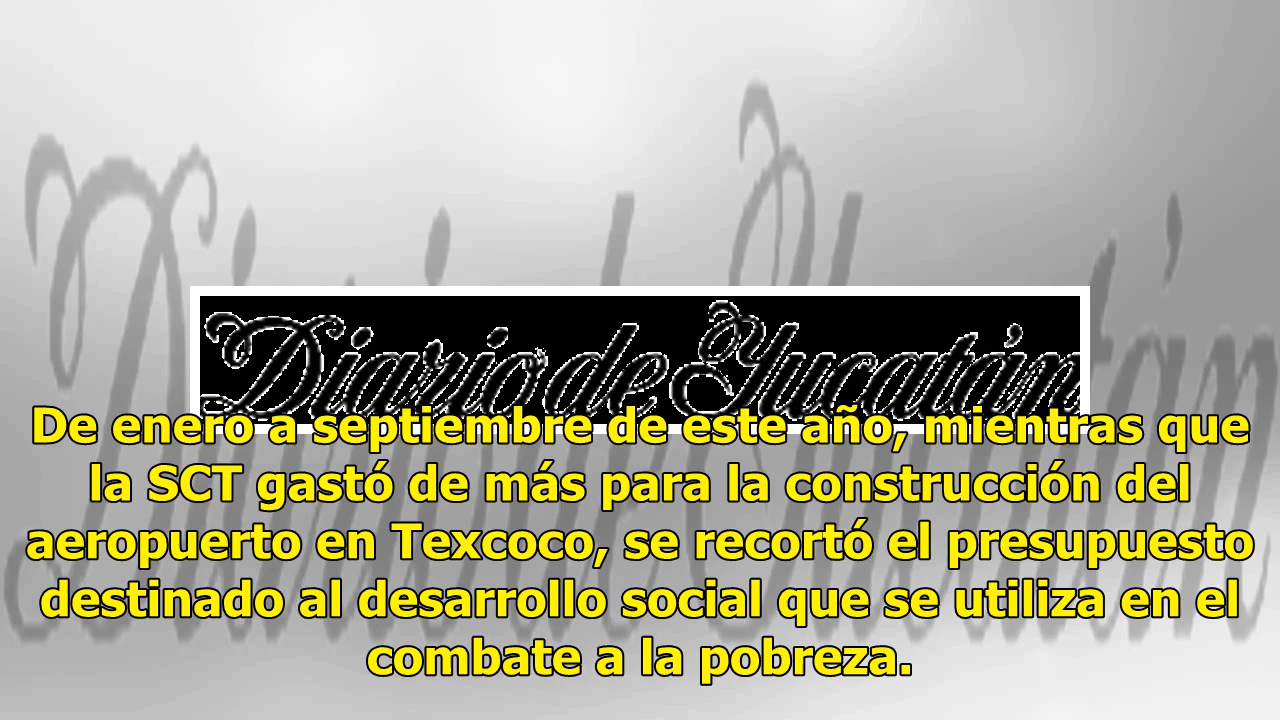 Diario de Yucatán
De enero a septiembre de este año, mientras que
la SCT gastó de más para la construcción del
aeropuerto en Texcoco, se recortó el presupuesto
destinado al desarrollo social que se utiliza en el
combate a la pobreza.